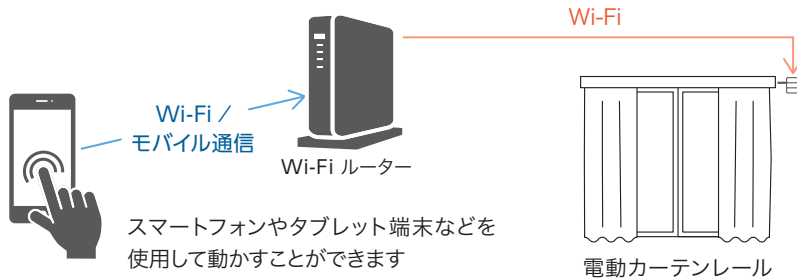 Wi-Fi
Wi-Fi /
モバイル通信
Wi-Fi ルーター
スマートフォンやタブレット端末などを
使用して動かすことができます
電動カーテンレール